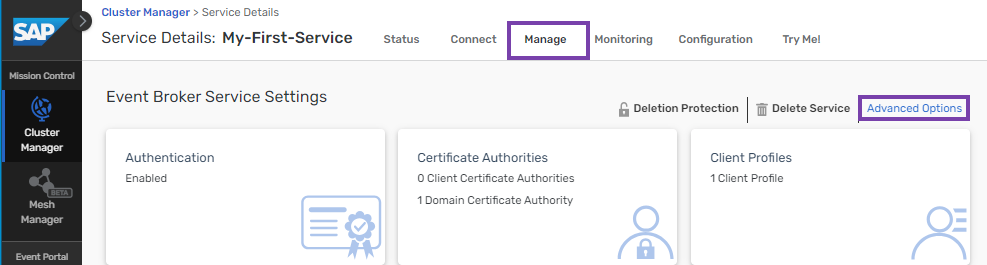 SAP
Cluster Manager > Service Details
Service Details: My-First-Service
Status
Connect
Manage
Monitoring
Configuration
Try Me!
Mission Control
Cluster
Manager
BETA
Mesh
Manager
Event Portal
Event Broker Service Settings
Deletion Protection
Delete Service
Advanced Options
Authentication
Enabled
Certificate Authorities
0 Client Certificate Authorities
1 Domain Certificate Authority
Client Profiles
1 Client Profile